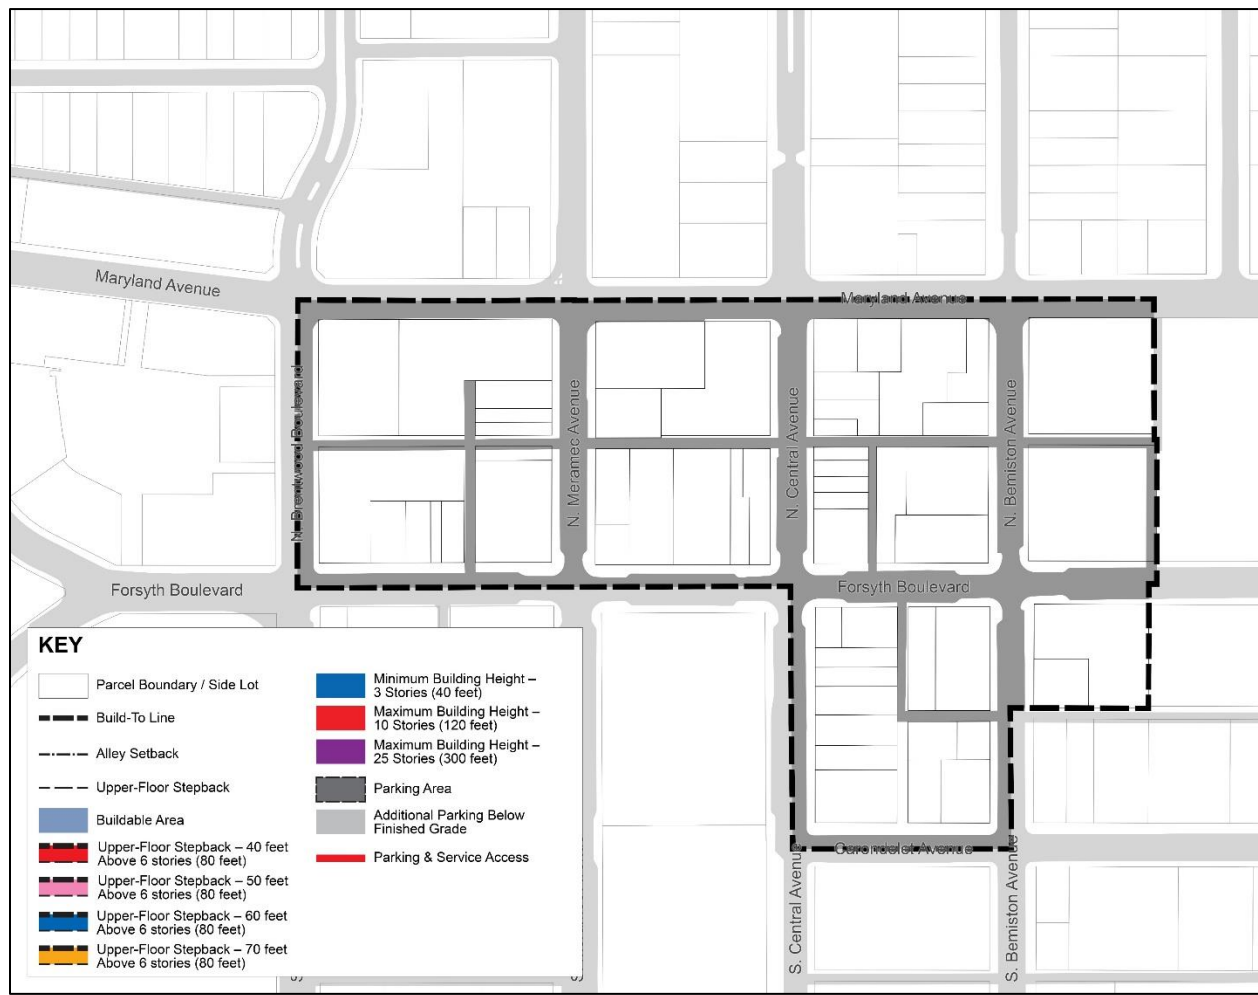 Maryland Avenue
Maryland Avenue
N. Brentwood Boulevard
N. Meramec Avenue
N. Central Avenue
N. Bemiston Avenue
Forsyth Boulevard
Forsyth Boulevard
KEY
Parcel Boundary / Side Lot
Build-To Line
Alley Setback
Upper-Floor Stepback
Buildable Area
Upper-Floor Stepback – 40 feet
Above 6 stories (80 feet)
Upper-Floor Stepback – 50 feet
Above 6 stories (80 feet)
Upper-Floor Stepback – 60 feet
Above 6 stories (80 feet)
Upper-Floor Stepback – 70 feet
Above 6 stories (80 feet)
Minimum Building Height –
3 Stories (40 feet)
Maximum Building Height –
10 Stories (120 feet)
Maximum Building Height –
25 Stories (300 feet)
Parking Area
Additional Parking Below
Finished Grade
Parking & Service Access
Carondelet Avenue
S. Central Avenue
S. Bemiston Avenue